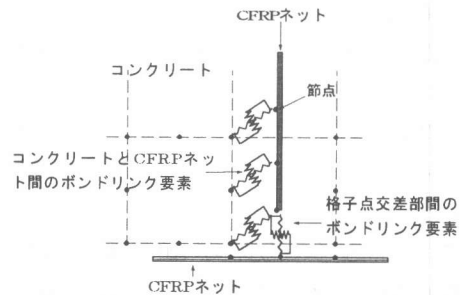 CFRPネット
コンクリート
節点
コンクリートとCFRPネッ
ト間のボンドリンク要素
格子点交差部間の
ボンドリンク要素
CFRPネット